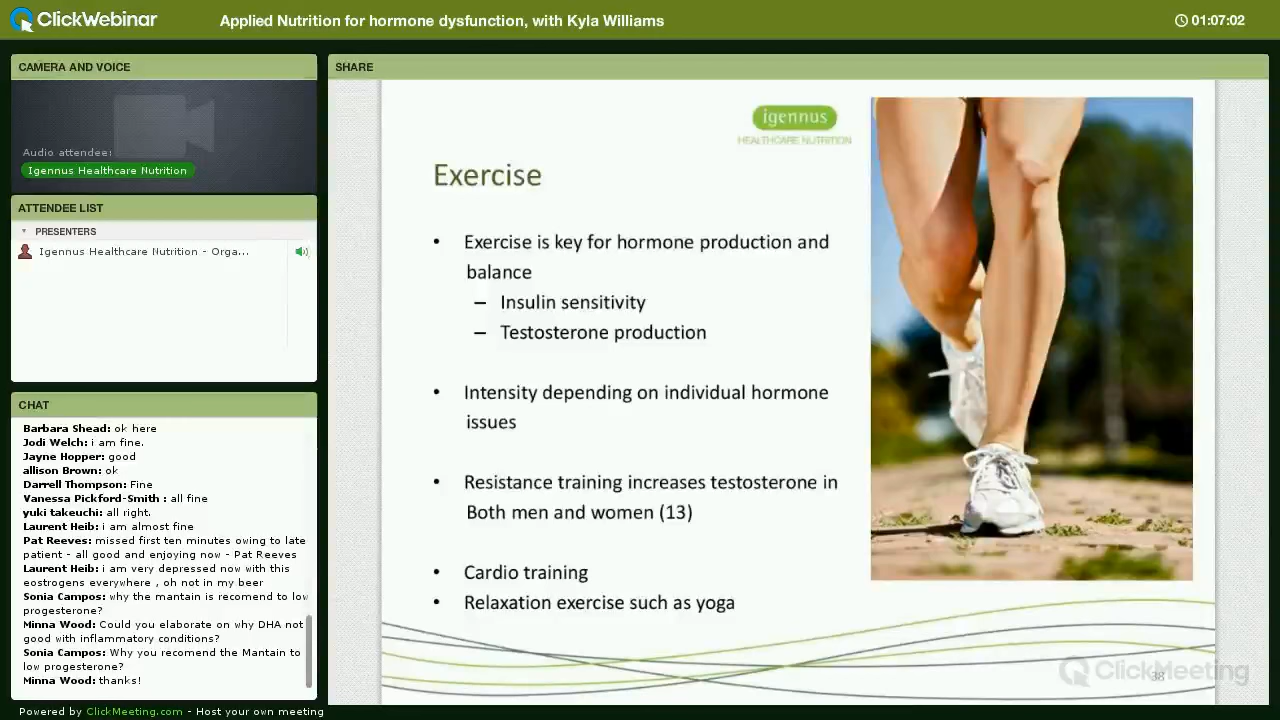 ClickWebinar
Applied Nutrition for hormone dysfunction, with Kyla Williams
01:07:02
CAMERA AND VOICE
Audio attendees
Igennus Healthcare Nutrition
ATTENDEE LIST
PRESENTERS
Igennus Healthcare Nutrition - Orga...
CHAT
Barbara Shead: ok here
Jodi Welch: i am fine.
Jayne Hopper: good
allison Brown: ok
Darrell Thompson: Fine
Vanessa Pickford-Smith : all fine
yuki takeuchi: all right.
Laurent Heib: i am almost fine
Pat Reeves: missed first ten minutes owing to late
patient - all good and enjoying now - Pat Reeves
Laurent Heib: i am very depressed now with this
eostrogens everywhere , oh not in my beer
Sonia Campos: why the mantain is recomend to low
progesterone?
Minna Wood: Could you elaborate on why DHA not
good with inflammatory conditions?
Sonia Campos: Why you recomend the Mantain to
low progesterone?
Minna Wood: thanks!
SHARE
igennus
HEALTHCARE NUTRITION
Exercise
• Exercise is key for hormone production and
balance
– Insulin sensitivity
– Testosterone production
• Intensity depending on individual hormone
issues
• Resistance training increases testosterone in
Both men and women (13)
• Cardio training
• Relaxation exercise such as yoga
ClickMeeting
38
Powered by ClickMeeting.com - Host your own meeting